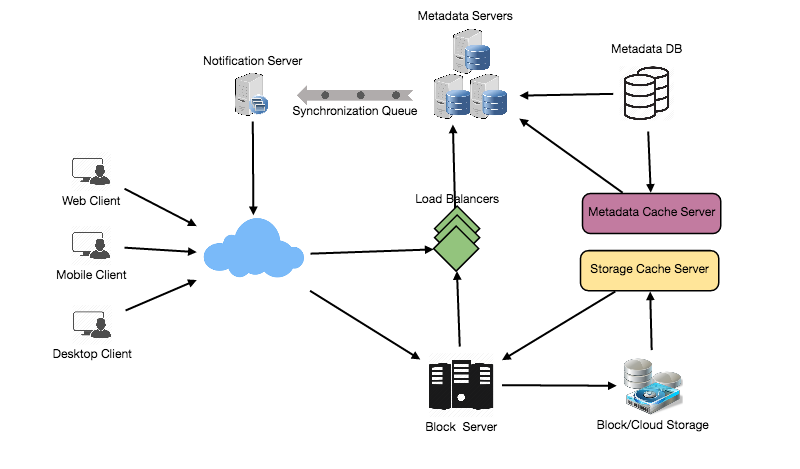 Metadata Servers
Metadata DB
Notification Server
Synchronization Queue
Web Client
Load Balancers
Metadata Cache Server
Mobile Client
Storage Cache Server
Desktop Client
Block Server
Block/Cloud Storage